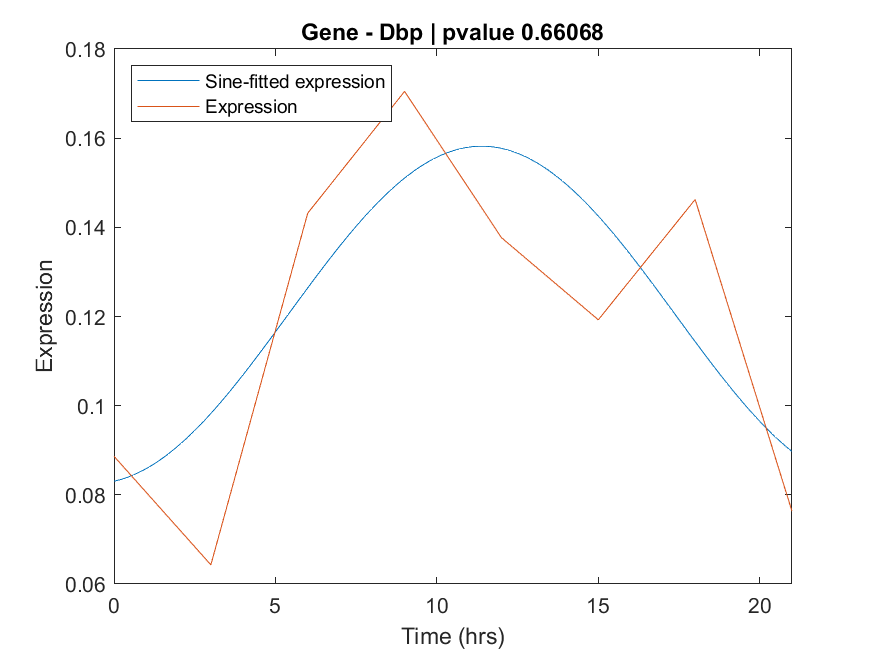 Gene - Dbp | pvalue 0.66068
Sine-fitted expression
Expression
0.18
0.16
0.14
0.12
0.1
0.08
0.06
Expression
0
5
10
15
20
Time (hrs)